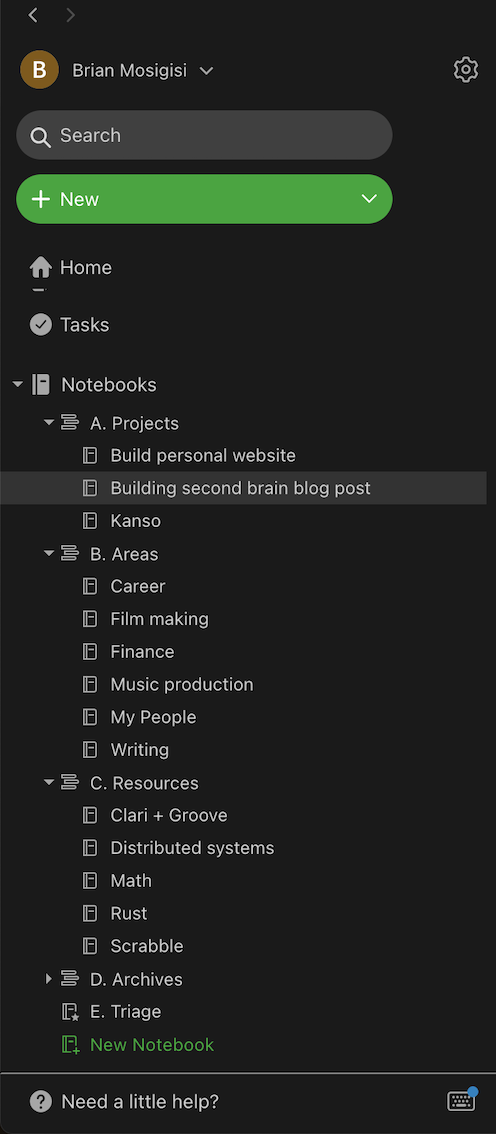 B Brian Mosigisi
Search
New
Home
Tasks
Notebooks
A. Projects
Build personal website
Building second brain blog post
Kanso
B. Areas
Career
Film making
Finance
Music production
My People
Writing
C. Resources
Clari + Groove
Distributed systems
Math
Rust
Scrabble
D. Archives
E. Triage
New Notebook
Need a little help?